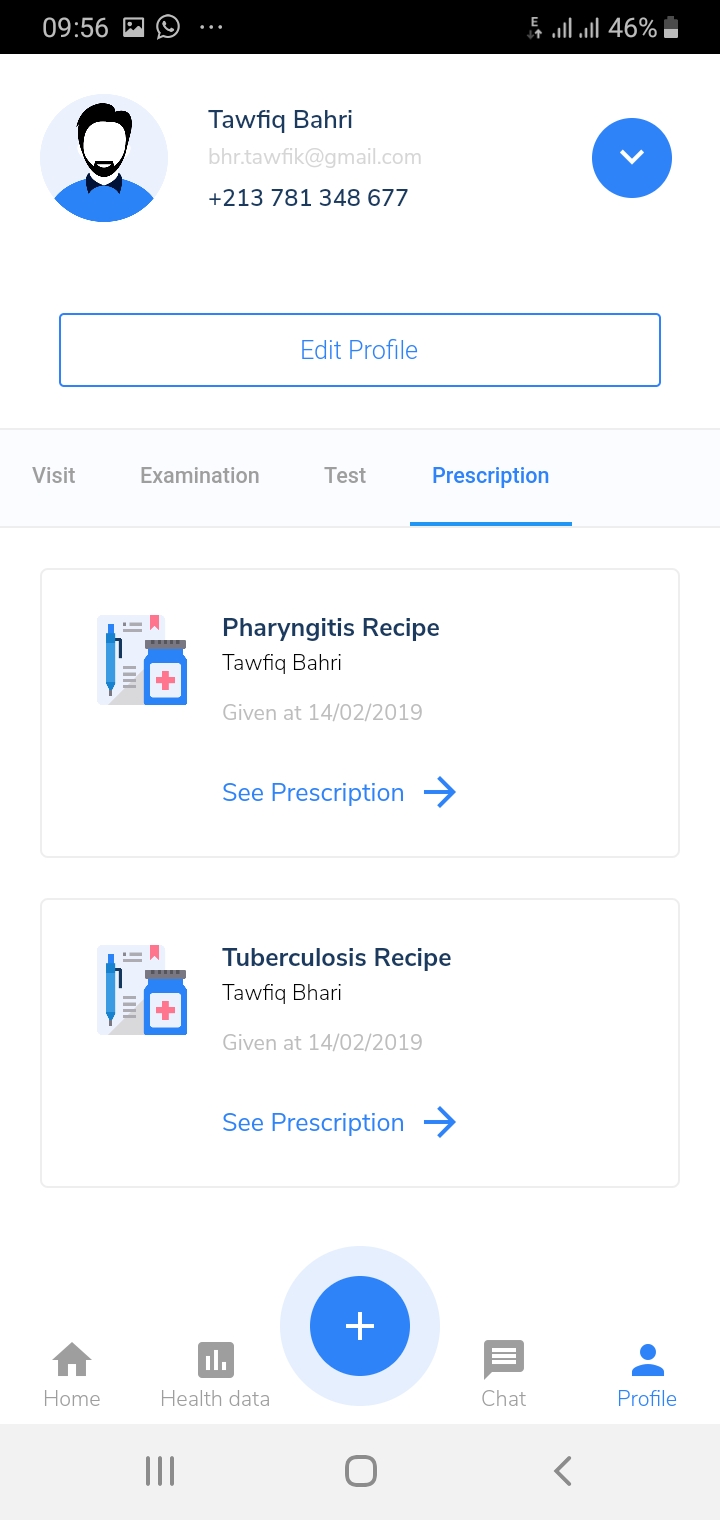 09:56 46%
Tawfiq Bahri
bhr.tawfik@gmail.com
+213 781 348 677
Edit Profile
Visit Examination Test Prescription
Pharyngitis Recipe
Tawfiq Bahri
Given at 14/02/2019
See Prescription
Tuberculosis Recipe
Tawfiq Bhari
Given at 14/02/2019
See Prescription
Home Health data Chat Profile